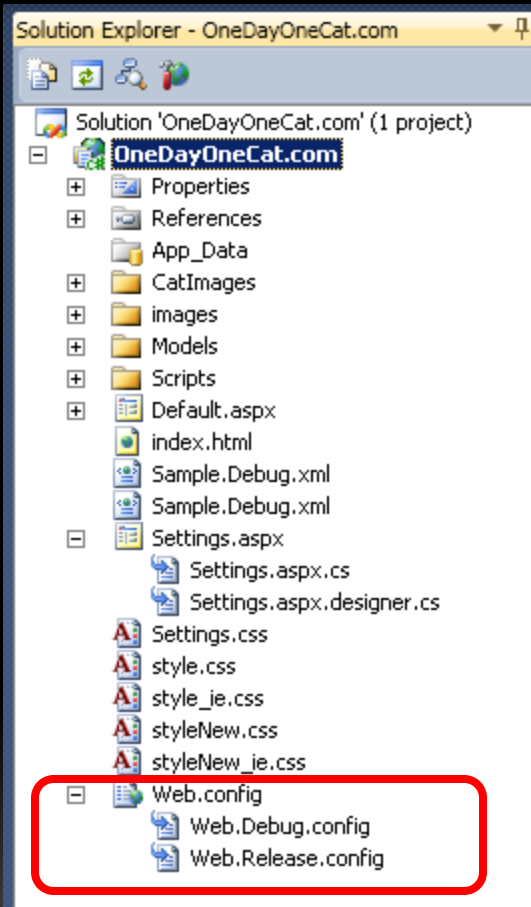 Solution Explorer - OneDayOneCat.com
Solution 'OneDayOneCat.com' (1 project)
OneDayOneCat.com
Properties
References
App_Data
CatImages
images
Models
Scripts
Default.aspx
index.html
Sample.Debug.xml
Sample.Debug.xml
Settings.aspx
Settings.aspx.cs
Settings.aspx.designer.cs
Settings.css
style.css
style_ie.css
styleNew.css
styleNew_ie.css
Web.config
Web.Debug.config
Web.Release.config